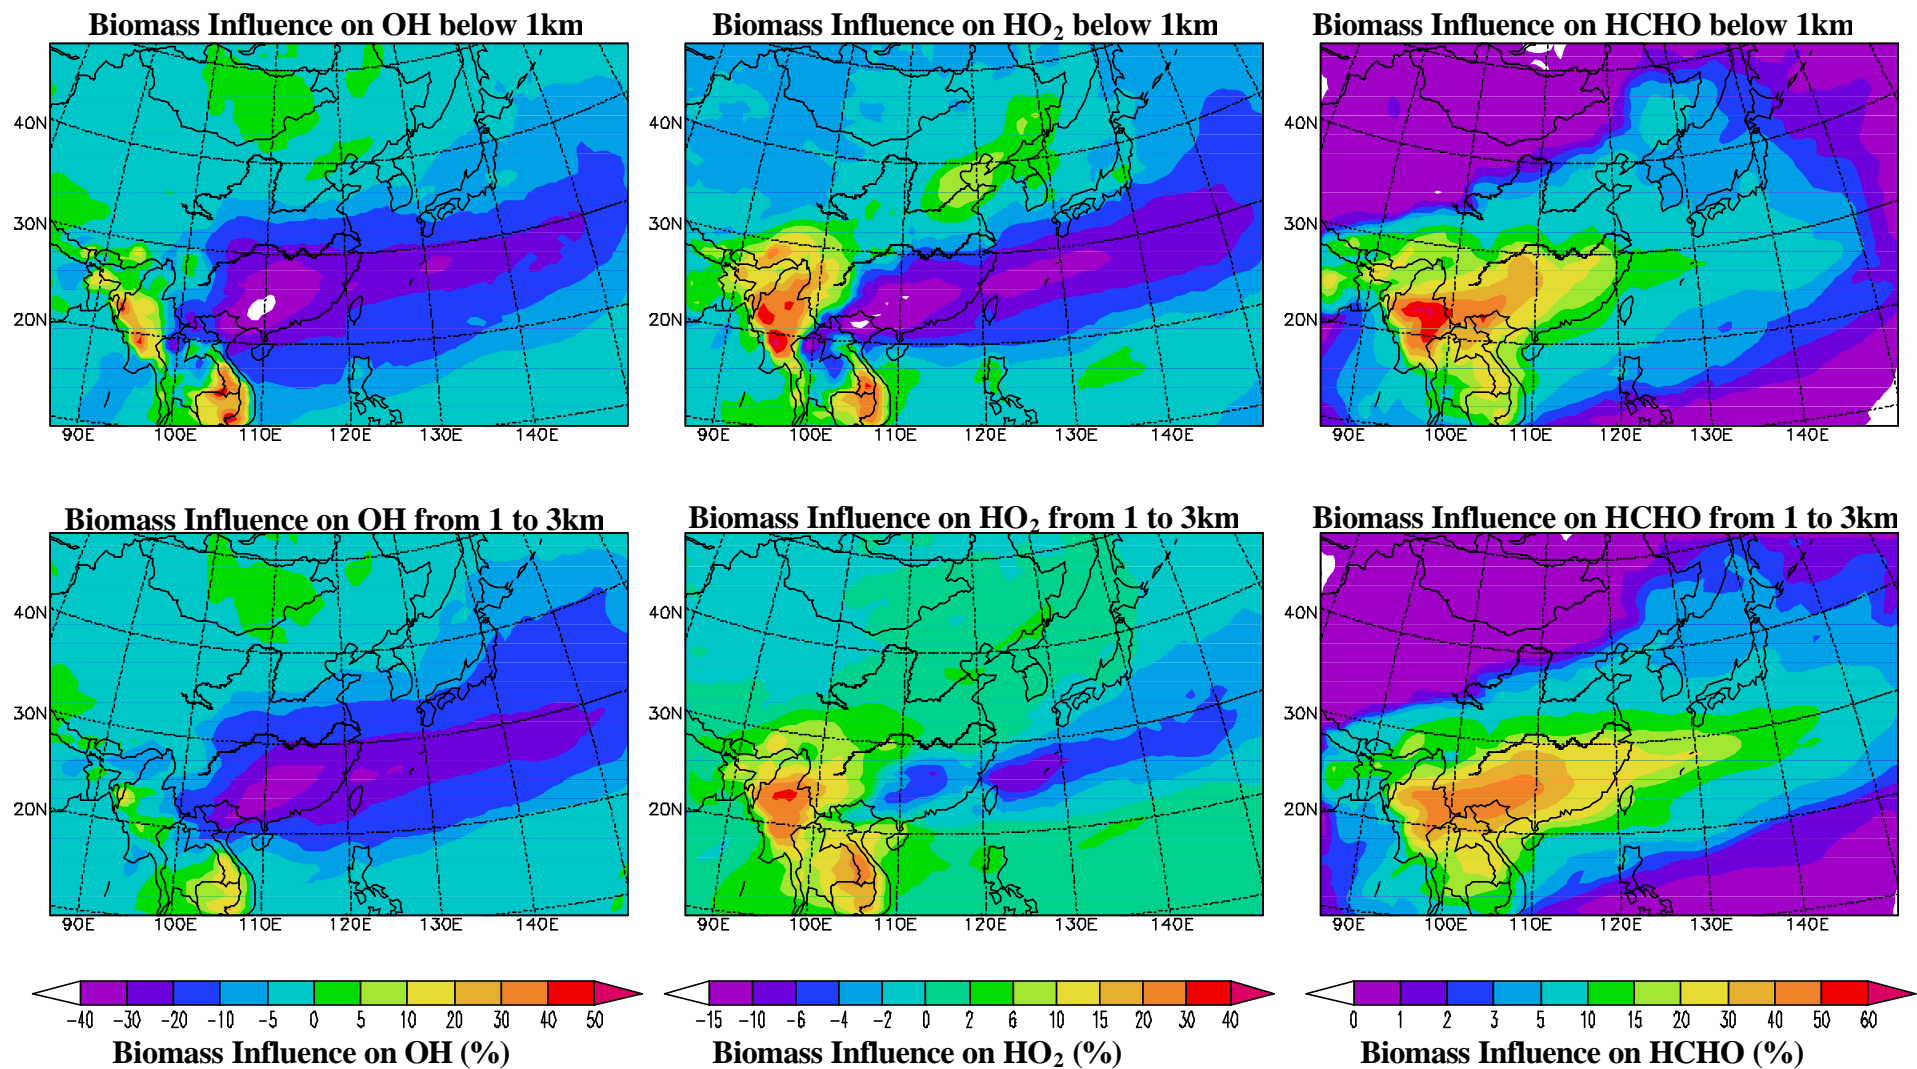 Biomass Influence on OH below 1km
Biomass Influence on HO₂ below 1km
Biomass Influence on HCHO below 1km
40N
30N
20N
90E 100E 110E 120E 130E 140E
40N
30N
20N
90E 100E 110E 120E 130E 140E
40N
30N
20N
90E 100E 110E 120E 130E 140E
Biomass Influence on OH from 1 to 3km
Biomass Influence on HO₂ from 1 to 3km
Biomass Influence on HCHO from 1 to 3km
40N
30N
20N
90E 100E 110E 120E 130E 140E
40N
30N
20N
90E 100E 110E 120E 130E 140E
40N
30N
20N
90E 100E 110E 120E 130E 140E
-40 -30 -20 -10 -5 0 5 10 20 30 40 50
Biomass Influence on OH (%)
-15 -10 -6 -4 -2 0 2 6 10 15 20 30 40
Biomass Influence on HO₂ (%)
0 1 2 3 5 10 15 20 30 40 50 60
Biomass Influence on HCHO (%)